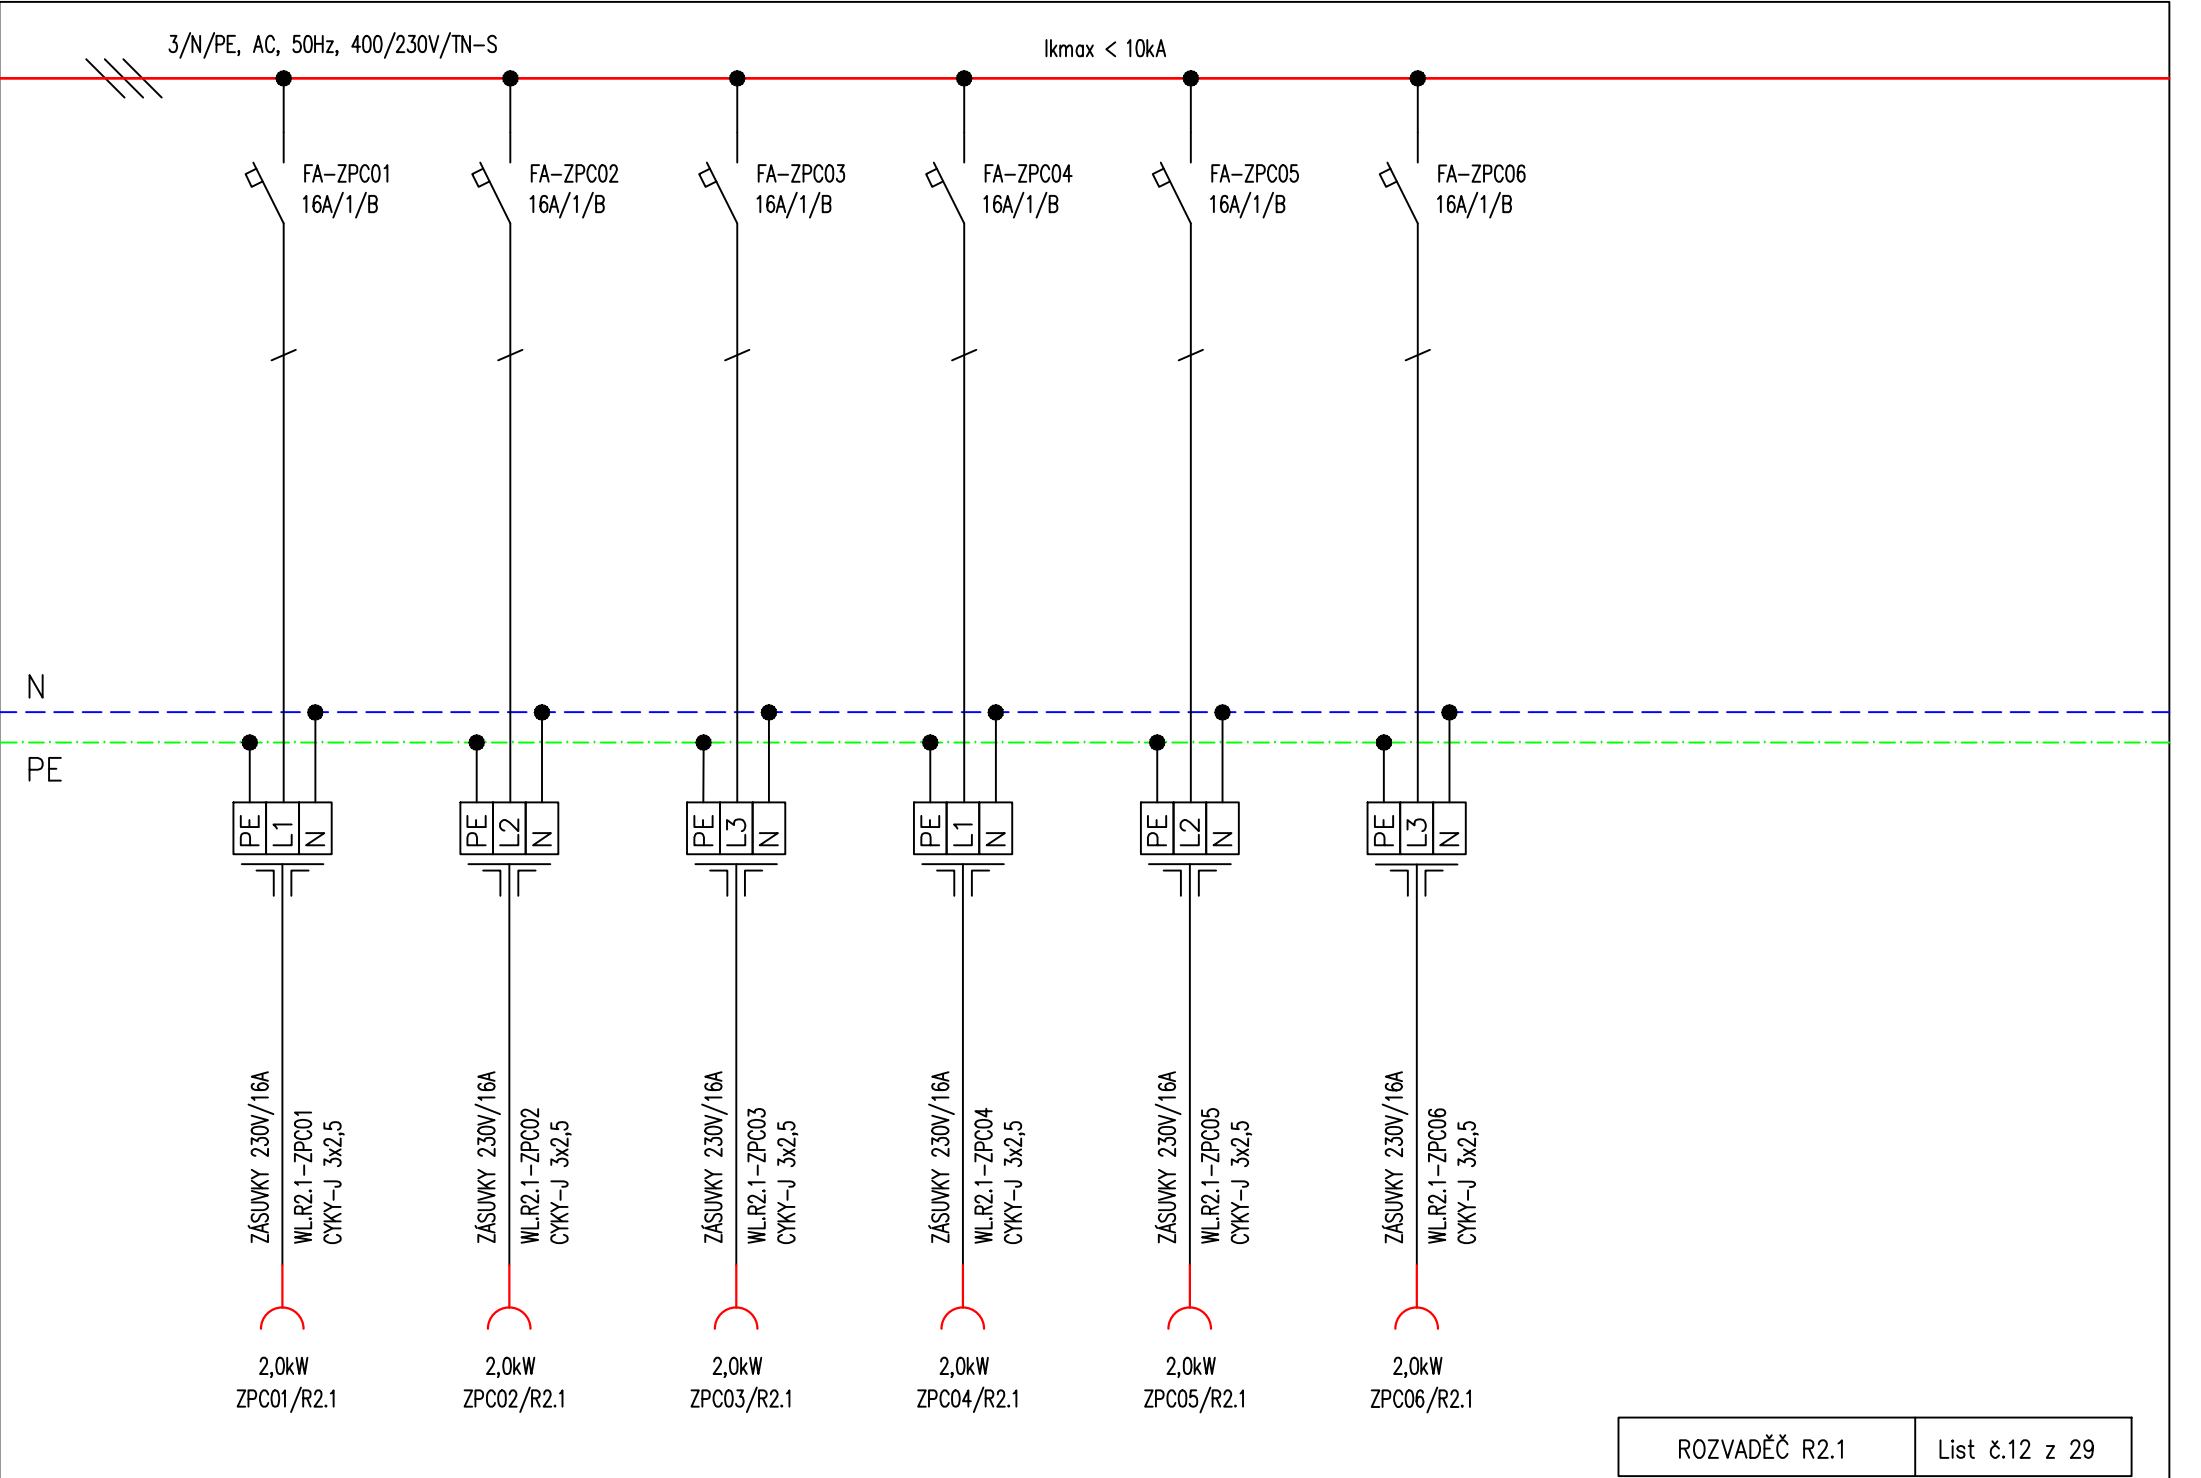 3/N/PE, AC, 50Hz, 400/230V/TN-S
Ikmax < 10kA
FA-ZPC01
16A/1/B
FA-ZPC02
16A/1/B
FA-ZPC03
16A/1/B
FA-ZPC04
16A/1/B
FA-ZPC05
16A/1/B
FA-ZPC06
16A/1/B
N
PE
PE L1 N
PE L2 N
PE L3 N
PE L1 N
PE L2 N
PE L3 N
ZÁSUVKY 230V/16A
WL.R2.1-ZPC01
CYKY-J 3x2,5
ZÁSUVKY 230V/16A
WL.R2.1-ZPC02
CYKY-J 3x2,5
ZÁSUVKY 230V/16A
WL.R2.1-ZPC03
CYKY-J 3x2,5
ZÁSUVKY 230V/16A
WL.R2.1-ZPC04
CYKY-J 3x2,5
ZÁSUVKY 230V/16A
WL.R2.1-ZPC05
CYKY-J 3x2,5
ZÁSUVKY 230V/16A
WL.R2.1-ZPC06
CYKY-J 3x2,5
2,0kW
ZPC01/R2.1
2,0kW
ZPC02/R2.1
2,0kW
ZPC03/R2.1
2,0kW
ZPC04/R2.1
2,0kW
ZPC05/R2.1
2,0kW
ZPC06/R2.1
ROZVADĚČ R2.1
List č.12 z 29